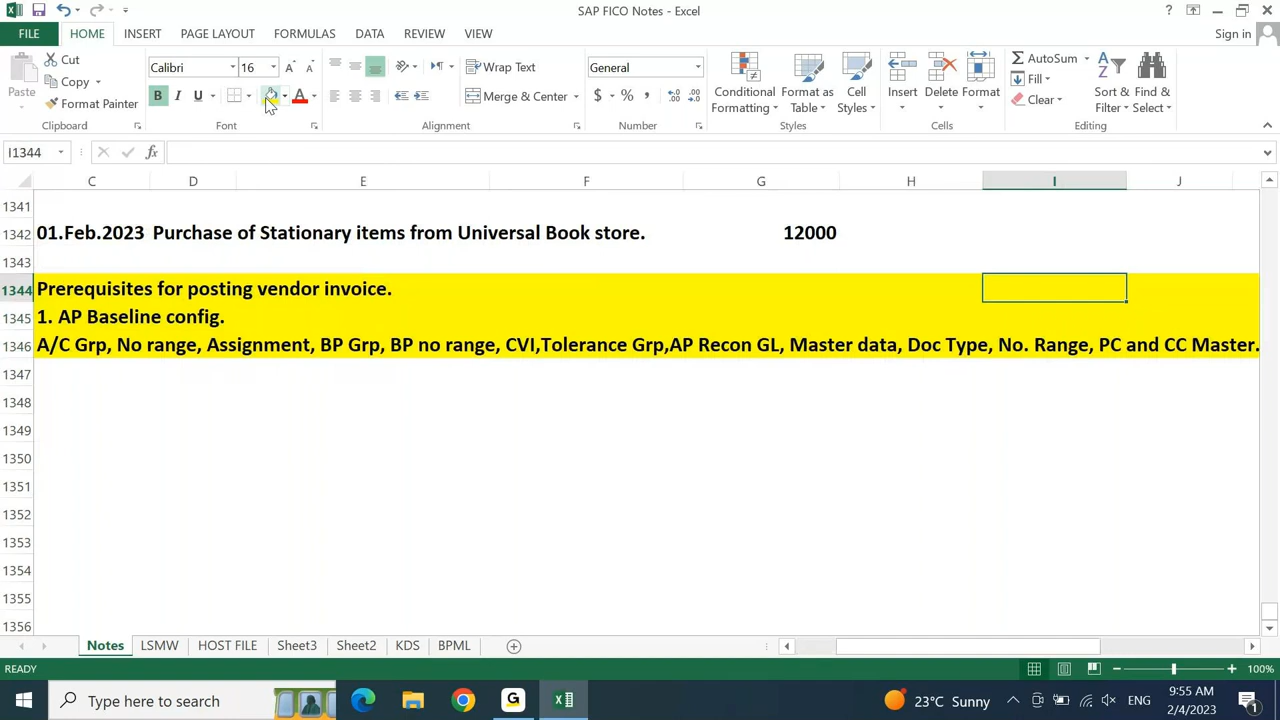 SAP FICO Notes - Excel
?
FILE
HOME
INSERT
PAGE LAYOUT
FORMULAS
DATA
REVIEW
VIEW
Sign in
Paste
Cut
Copy
Format Painter
Clipboard
Calibri
16
B I U
Font
Wrap Text
Merge & Center
Alignment
General
$ % ,
Number
Conditional Formatting
Format as Table
Cell Styles
Styles
Insert
Delete
Format
Cells
AutoSum
Fill
Clear
Sort & Filter
Find & Select
Editing
I1344
fx
C D E F G H I J
1341
1342 01.Feb.2023 Purchase of Stationary items from Universal Book store. 12000
1343
1344 Prerequisites for posting vendor invoice.
1345 1. AP Baseline config.
1346 A/C Grp, No range, Assignment, BP Grp, BP no range, CVI,Tolerance Grp,AP Recon GL, Master data, Doc Type, No. Range, PC and CC Master.
1347
1348
1349
1350
1351
1352
1353
1354
1355
1356
Notes LSMW HOST FILE Sheet3 Sheet2 KDS BPML
READY
100%
Type here to search
23°C Sunny
ENG
9:55 AM
2/4/2023
1